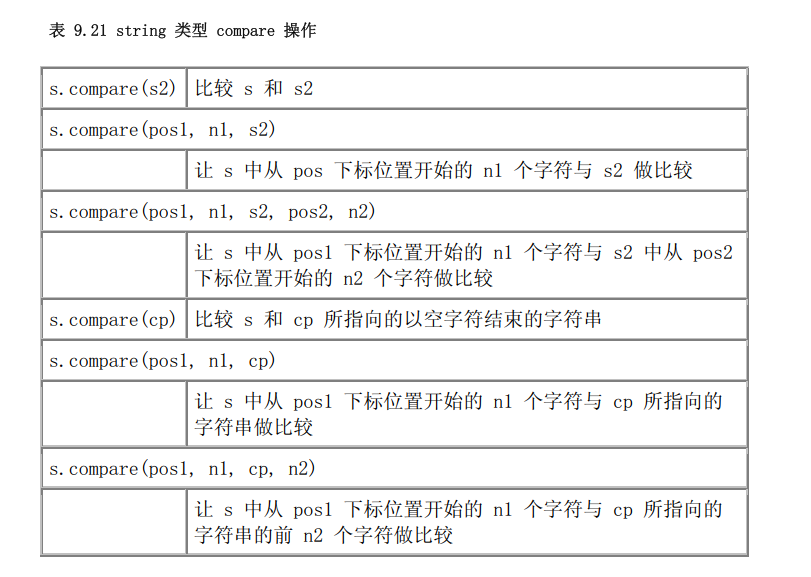 表 9.21 string 类型 compare 操作
s.compare(s2) 比较 s 和 s2
s.compare(pos1, n1, s2)
让 s 中从 pos 下标位置开始的 n1 个字符与 s2 做比较
s.compare(pos1, n1, s2, pos2, n2)
让 s 中从 pos1 下标位置开始的 n1 个字符与 s2 中从 pos2
下标位置开始的 n2 个字符做比较
s.compare(cp) 比较 s 和 cp 所指向的以空字符结束的字符串
s.compare(pos1, n1, cp)
让 s 中从 pos1 下标位置开始的 n1 个字符与 cp 所指向的
字符串做比较
s.compare(pos1, n1, cp, n2)
让 s 中从 pos1 下标位置开始的 n1 个字符与 cp 所指向的
字符串的前 n2 个字符做比较